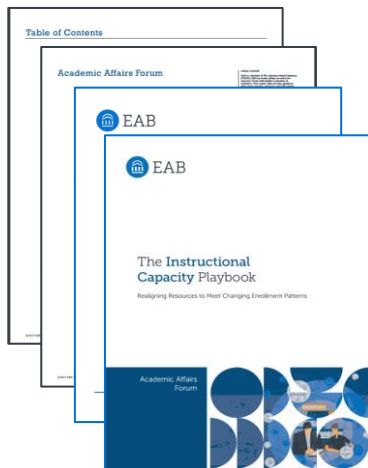 Table of Contents
Academic Affairs Forum
EAB
EAB
The Instructional
Capacity Playbook
Realigning Resources to Meet Changing Enrollment Patterns
Academic Affairs
Forum